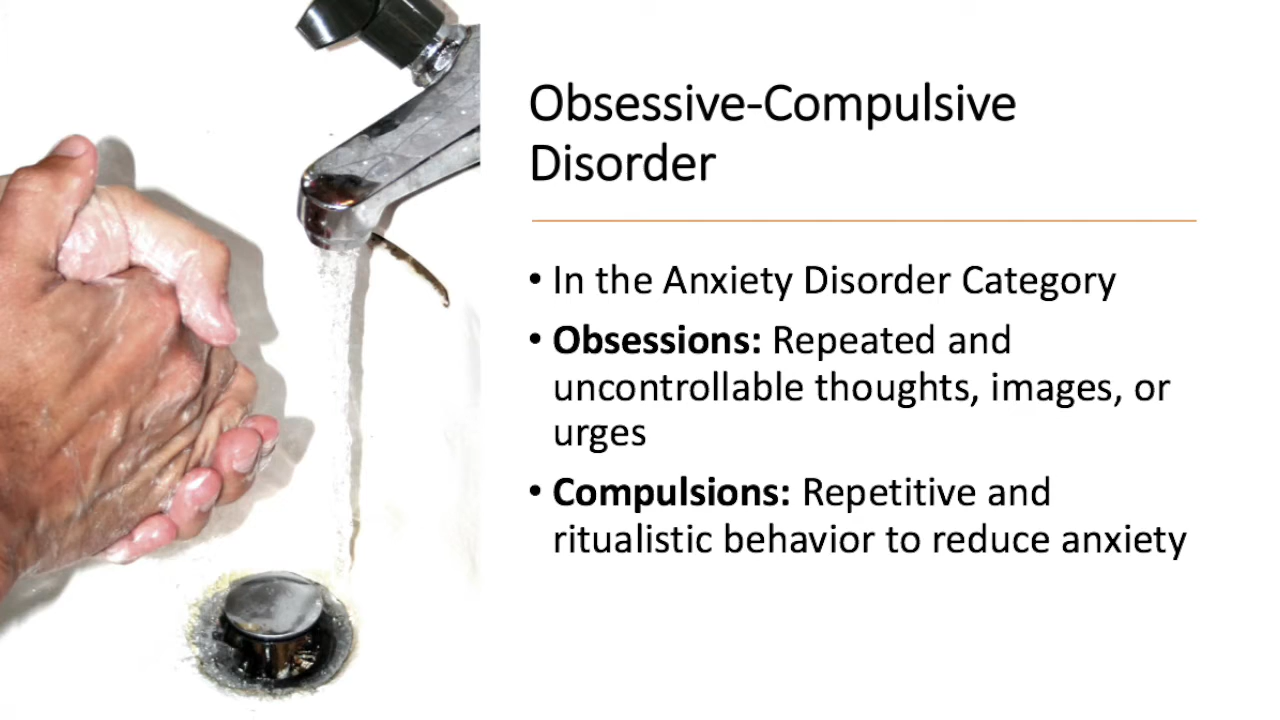 Obsessive-Compulsive
Disorder
• In the Anxiety Disorder Category
• Obsessions: Repeated and
uncontrollable thoughts, images, or
urges
• Compulsions: Repetitive and
ritualistic behavior to reduce anxiety